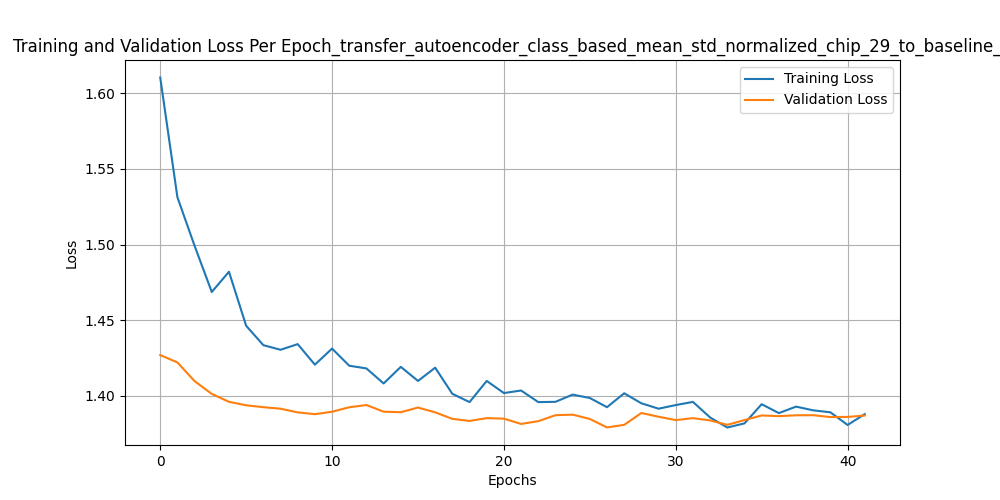 Training and Validation Loss Per Epoch_transfer_autoencoder_class_based_mean_std_normalized_chip_29_to_baseline_
Training Loss
Validation Loss
1.60
1.55
1.50
1.45
1.40
Loss
0
10
20
30
40
Epochs